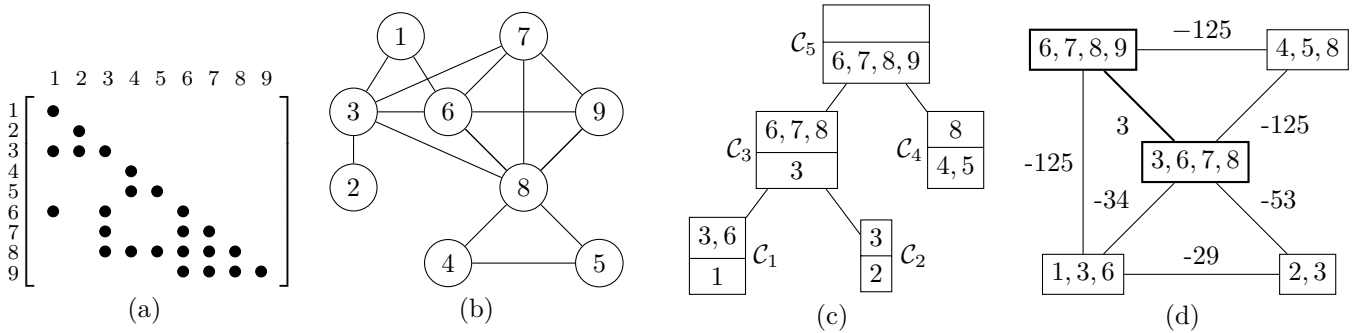 1 2 3 4 5 6 7 8 9
1
2
3
4
5
6
7
8
9
(a)
1
7
3
6
9
2
8
4
5
(b)
C₅
6, 7, 8, 9
6, 7, 8
C₃
3
8
C₄
4, 5
3, 6
C₁
1
3
C₂
2
(c)
6, 7, 8, 9
−125
4, 5, 8
3
-125
-125
3, 6, 7, 8
-34
-53
1, 3, 6
-29
2, 3
(d)